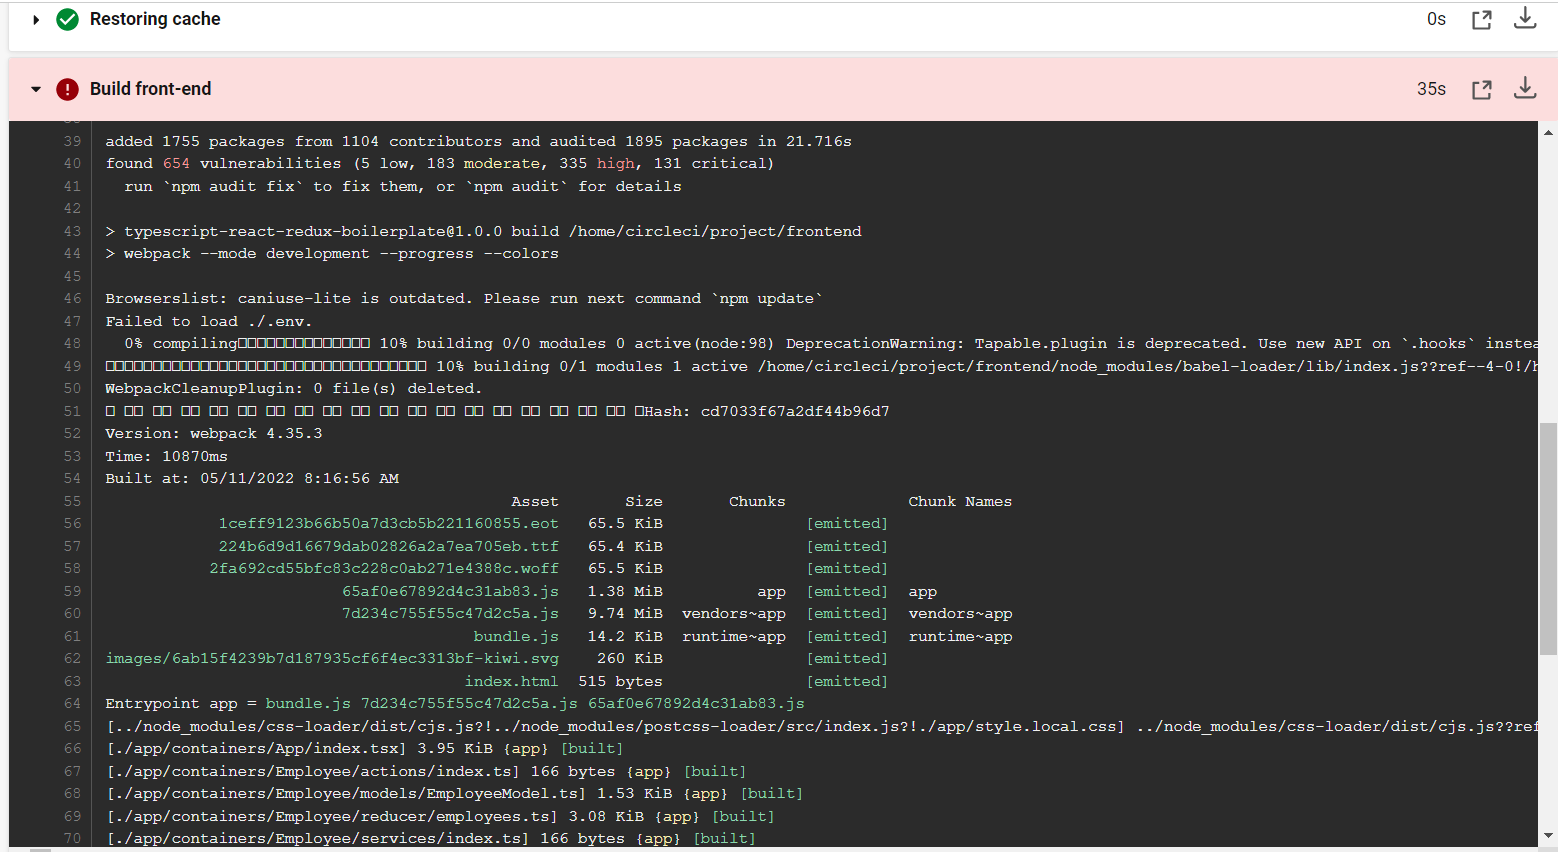 Restoring cache 0s
Build front-end 35s
39 added 1755 packages from 1104 contributors and audited 1895 packages in 21.716s
40 found 654 vulnerabilities (5 low, 183 moderate, 335 high, 131 critical)
41 run `npm audit fix` to fix them, or `npm audit` for details
42
43 > typescript-react-redux-boilerplate@1.0.0 build /home/circleci/project/frontend
44 > webpack --mode development --progress --colors
45
46 Browserslist: caniuse-lite is outdated. Please run next command `npm update`
47 Failed to load ./.env.
48 0% compiling□□□□□□□□□□□□□□ 10% building 0/0 modules 0 active(node:98) DeprecationWarning: Tapable.plugin is deprecated. Use new API on `.hooks` instea
49 □□□□□□□□□□□□□□□□□□□□□□□□□□□□□□□□□□ 10% building 0/1 modules 1 active /home/circleci/project/frontend/node_modules/babel-loader/lib/index.js??ref--4-0!/h
50 WebpackCleanupPlugin: 0 file(s) deleted.
51 □ □□ □□ □□ □□ □□ □□ □□ □□ □□ □□ □□ □□ □□ □□ □□ □□ □□ □□ □Hash: cd7033f67a2df44b96d7
52 Version: webpack 4.35.3
53 Time: 10870ms
54 Built at: 05/11/2022 8:16:56 AM
55 Asset Size Chunks Chunk Names
56 1ceff9123b66b50a7d3cb5b221160855.eot 65.5 KiB [emitted]
57 224b6d9d16679dab02826a2a7ea705eb.ttf 65.4 KiB [emitted]
58 2fa692cd55bfc83c228c0ab271e4388c.woff 65.5 KiB [emitted]
59 65af0e67892d4c31ab83.js 1.38 MiB app [emitted] app
60 7d234c755f55c47d2c5a.js 9.74 MiB vendors~app [emitted] vendors~app
61 bundle.js 14.2 KiB runtime~app [emitted] runtime~app
62 images/6ab15f4239b7d187935cf6f4ec3313bf-kiwi.svg 260 KiB [emitted]
63 index.html 515 bytes [emitted]
64 Entrypoint app = bundle.js 7d234c755f55c47d2c5a.js 65af0e67892d4c31ab83.js
65 [../node_modules/css-loader/dist/cjs.js?!../node_modules/postcss-loader/src/index.js?!./app/style.local.css] ../node_modules/css-loader/dist/cjs.js??ref
66 [./app/containers/App/index.tsx] 3.95 KiB {app} [built]
67 [./app/containers/Employee/actions/index.ts] 166 bytes {app} [built]
68 [./app/containers/Employee/models/EmployeeModel.ts] 1.53 KiB {app} [built]
69 [./app/containers/Employee/reducer/employees.ts] 3.08 KiB {app} [built]
70 [./app/containers/Employee/services/index.ts] 166 bytes {app} [built]